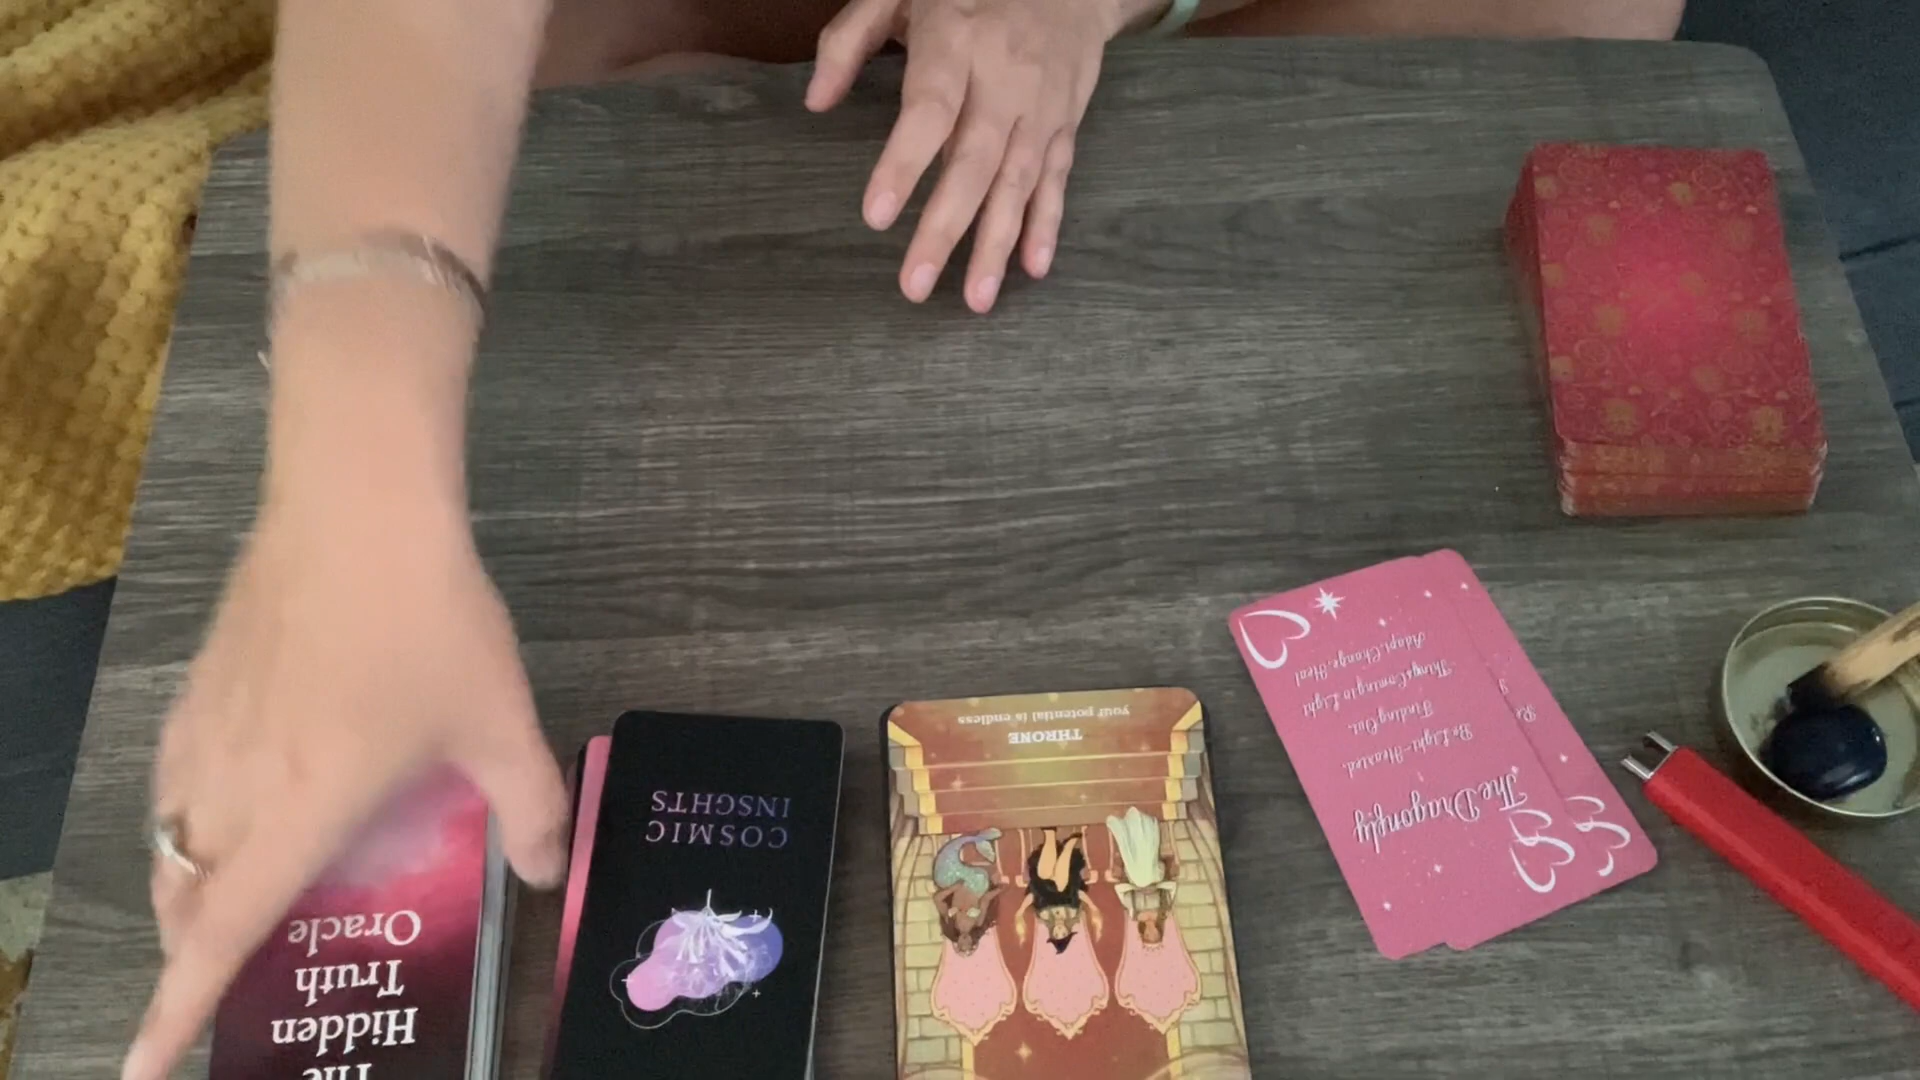 The
Hidden
Truth
Oracle
COSMIC
INSGHTS
THRONE
your potential is endless
The Dragonfly
Be Light-Hearted,
Finding Out.
Things Coming to Light
Adapt, Change, Heal